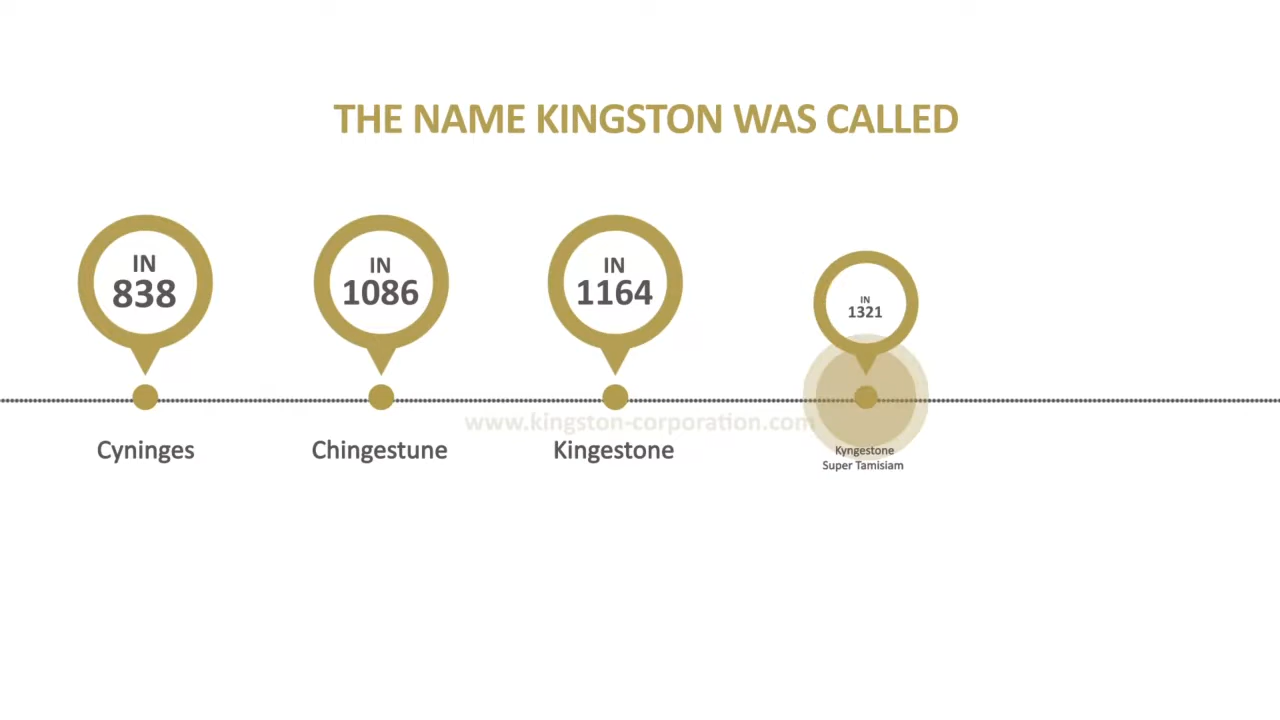 THE NAME KINGSTON WAS CALLED
IN
838
IN
1086
IN
1164
IN
1321
www.kingston-corporation.com
Cyninges
Chingestune
Kingestone
Kyngestone
Super Tamisiam